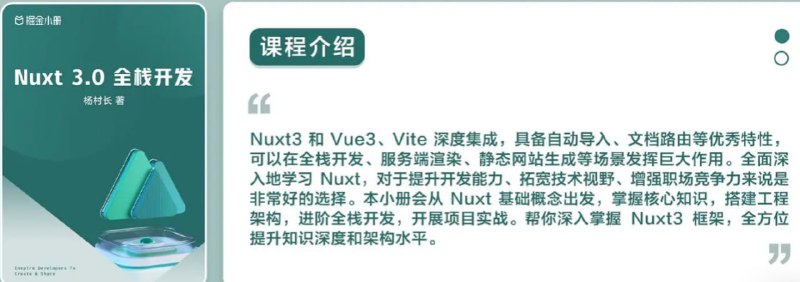 掘金小册
Nuxt 3.0 全栈开发
杨村长 著
Inspire Developers To
Create & Share
课程介绍
“
Nuxt3 和 Vue3、Vite 深度集成，具备自动导入、文档路由等优秀特性，
可以在全栈开发、服务端渲染、静态网站生成等场景发挥巨大作用。全面深
入地学习 Nuxt，对于提升开发能力、拓宽技术视野、增强职场竞争力来说是
非常好的选择。本小册会从 Nuxt 基础概念出发，掌握核心知识，搭建工程
架构，进阶全栈开发，开展项目实战。帮你深入掌握 Nuxt3 框架，全方位
提升知识深度和架构水平。
”